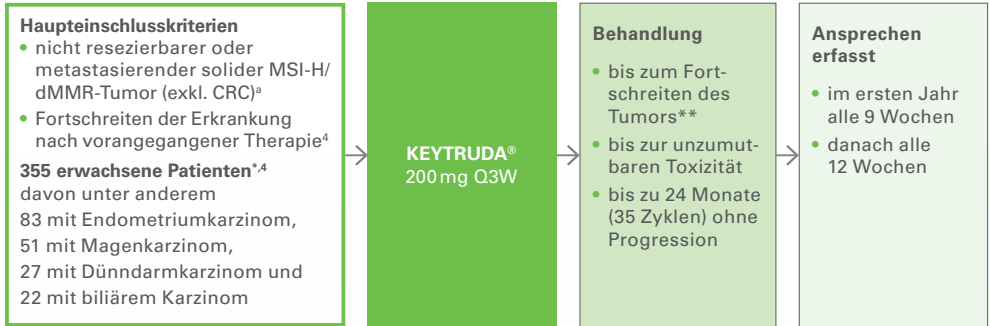 Haupteinschlusskriterien
• nicht resezierbarer oder
metastasierender solider MSI-H/
dMMR-Tumor (exkl. CRC)ᵃ
• Fortschreiten der Erkrankung
nach vorangegangener Therapie⁴
355 erwachsene Patienten*,⁴
davon unter anderem
83 mit Endometriumkarzinom,
51 mit Magenkarzinom,
27 mit Dünndarmkarzinom und
22 mit biliärem Karzinom
KEYTRUDA®
200 mg Q3W
Behandlung
• bis zum Fort-
schreiten des
Tumors**
• bis zur unzumut-
baren Toxizität
• bis zu 24 Monate
(35 Zyklen) ohne
Progression
Ansprechen
erfasst
• im ersten Jahr
alle 9 Wochen
• danach alle
12 Wochen